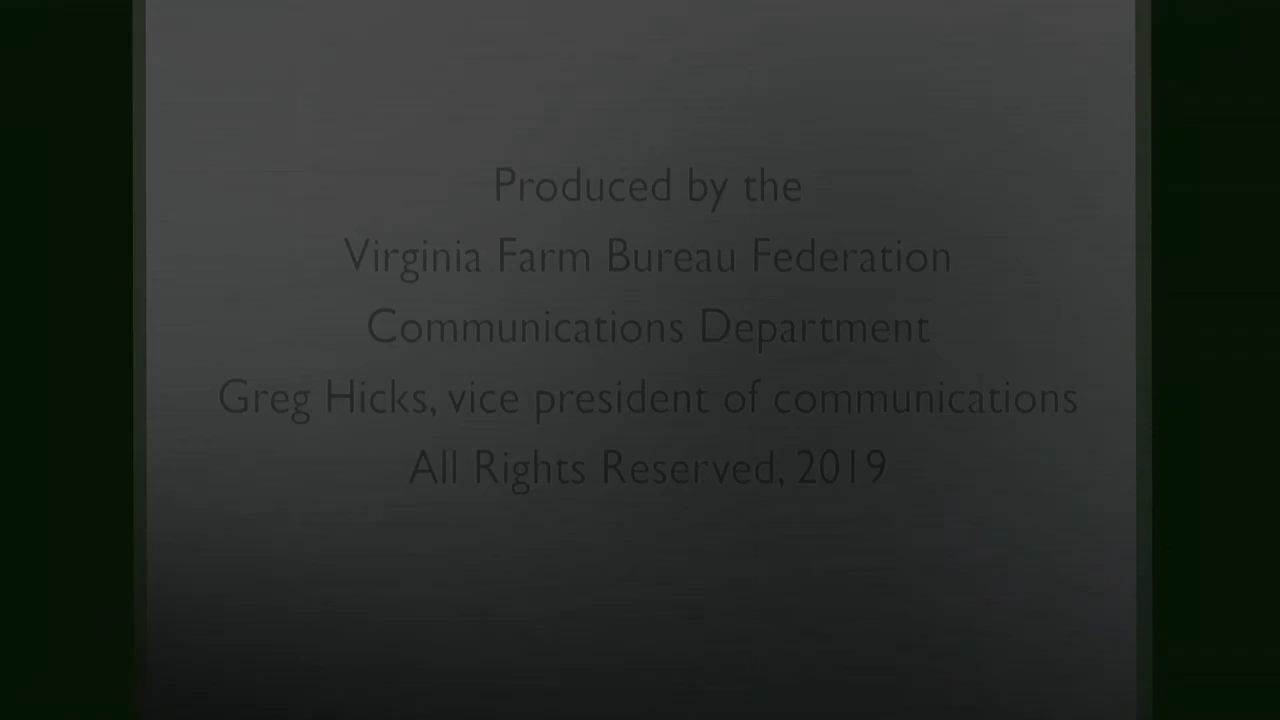 Produced by the
Virginia Farm Bureau Federation
Communications Department
Greg Hicks, vice president of communications
All Rights Reserved, 2019